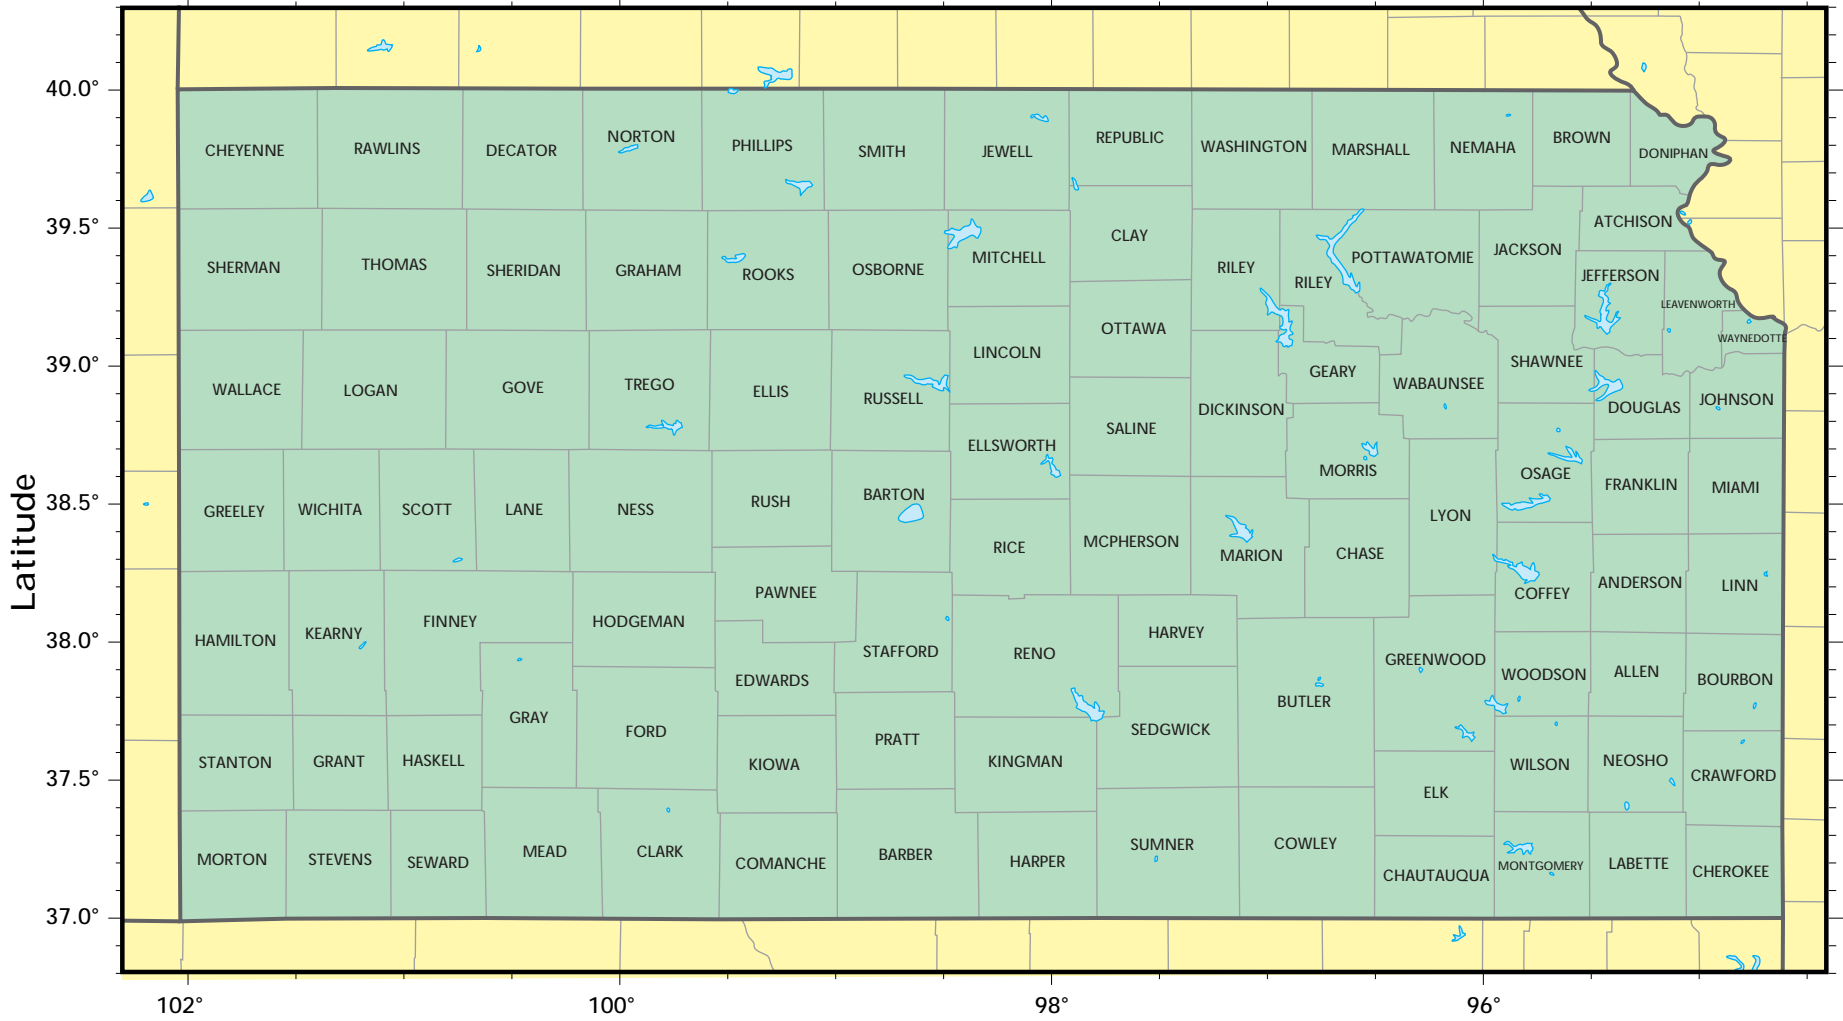 40.0°
39.5°
39.0°
38.5°
38.0°
37.5°
37.0°
Latitude
102°
100°
98°
96°
CHEYENNE
RAWLINS
DECATOR
NORTON
PHILLIPS
SMITH
JEWELL
REPUBLIC
WASHINGTON
MARSHALL
NEMAHA
BROWN
DONIPHAN
SHERMAN
THOMAS
SHERIDAN
GRAHAM
ROOKS
OSBORNE
MITCHELL
CLAY
RILEY
RILEY
POTTAWATOMIE
JACKSON
ATCHISON
JEFFERSON
LEAVENWORTH
WAYNEDOTTE
WALLACE
LOGAN
GOVE
TREGO
ELLIS
RUSSELL
LINCOLN
OTTAWA
DICKINSON
GEARY
WABAUNSEE
SHAWNEE
DOUGLAS
JOHNSON
ELLSWORTH
SALINE
MORRIS
OSAGE
FRANKLIN
MIAMI
GREELEY
WICHITA
SCOTT
LANE
NESS
RUSH
BARTON
RICE
MCPHERSON
MARION
CHASE
LYON
COFFEY
ANDERSON
LINN
HAMILTON
KEARNY
FINNEY
HODGEMAN
PAWNEE
STAFFORD
RENO
HARVEY
BUTLER
GREENWOOD
WOODSON
ALLEN
BOURBON
EDWARDS
GRAY
FORD
KIOWA
PRATT
KINGMAN
SEDGWICK
STANTON
GRANT
HASKELL
ELK
WILSON
NEOSHO
CRAWFORD
MORTON
STEVENS
SEWARD
MEAD
CLARK
COMANCHE
BARBER
HARPER
SUMNER
COWLEY
CHAUTAUQUA
MONTGOMERY
LABETTE
CHEROKEE